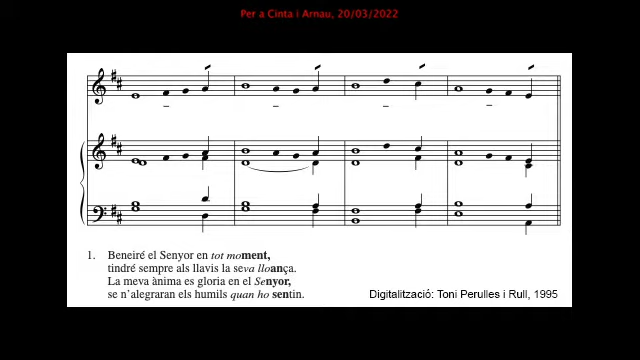 Per a Cinta i Arnau, 20/03/2022
1. Beneiré el Senyor en tot moment,
tindré sempre als llavis la seva lloança.
La meva ànima es gloria en el Senyor,
se n’alegraran els humils quan ho sentin.
Digitalització: Toni Perulles i Rull, 1995